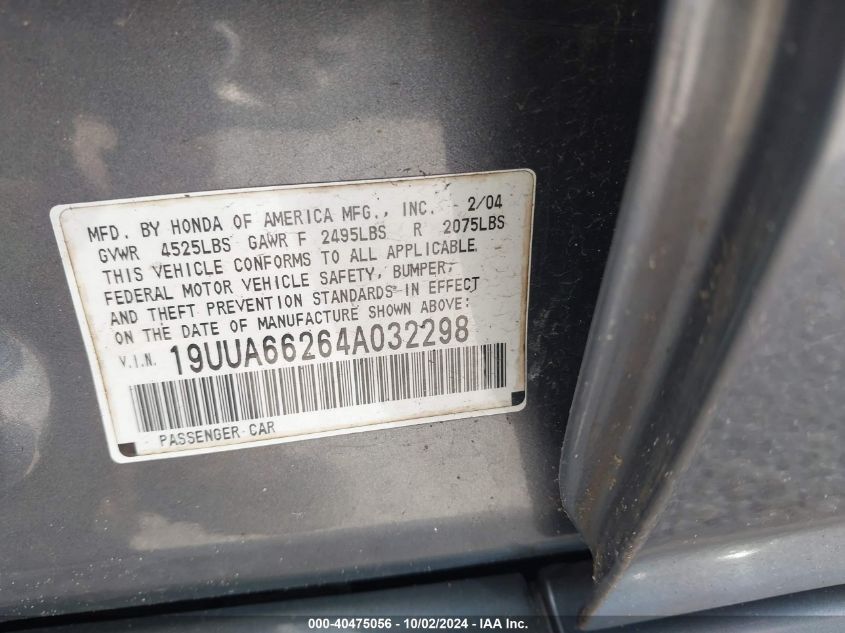 MFD. BY HONDA OF AMERICA MFG., INC. 2/04
GVWR 4525LBS GAWR F 2495LBS R 2075LBS
THIS VEHICLE CONFORMS TO ALL APPLICABLE
FEDERAL MOTOR VEHICLE SAFETY, BUMPER,
AND THEFT PREVENTION STANDARDS IN EFFECT
ON THE DATE OF MANUFACTURE SHOWN ABOVE:
V.I.N. 19UUA66264A032298
PASSENGER CAR
000-40475056 - 10/02/2024 - IAA Inc.